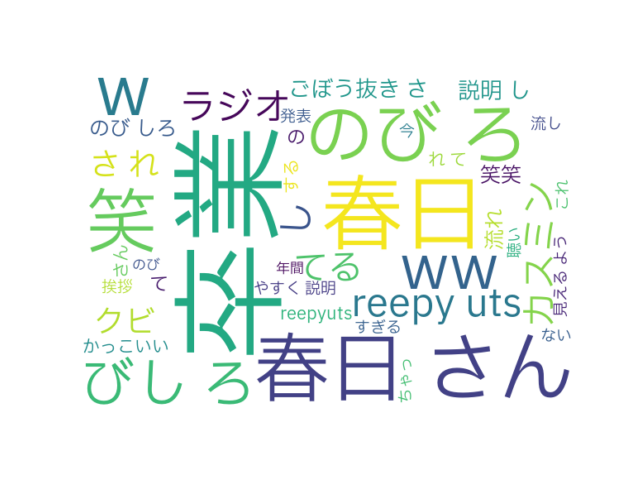 w
ラジオ
ごぼう抜き さ
説明 し
のび しろ
発表
のび ろ
今
流し
の
され
卒業
する
れ て
笑笑
笑
し
春日
流れ
カスミン
これ
聴い
さん
のび
挨拶
て
年間
てる
ww
見える よう
やすく 説明
クビ
reepyuts
reepy uts
すぎる
ない
かっこいい
びし ろ
春日 さん
ちゃっ